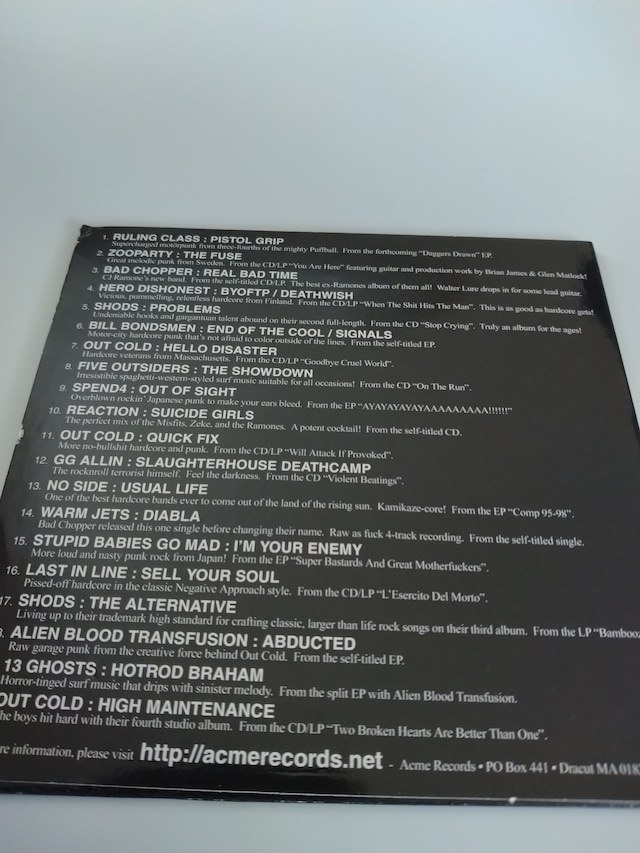 1. RULING CLASS : PISTOL GRIP
Supercharged motörpunk from three-fourths of the mighty Puffball. From the forthcoming "Daggers Drawn" EP.
2. ZOOPARTY : THE FUSE
Great melodic punk from Sweden. From the CD/LP "You Are Here" featuring guitar and production work by Brian James & Glen Matlock!
3. BAD CHOPPER : REAL BAD TIME
CJ Ramone's new band. From the self-titled CD/LP. The best ex-Ramones album of them all! Walter Lure drops in for some lead guitar.
4. HERO DISHONEST : BYOFTP / DEATHWISH
Vicious, pummelling, relentless hardcore from Finland. From the CD/LP "When The Shit Hits The Man". This is as good as hardcore gets!
5. SHODS : PROBLEMS
Undeniable hooks and gargantuan talent abound on their second full-length. From the CD "Stop Crying". Truly an album for the ages!
6. BILL BONDSMEN : END OF THE COOL / SIGNALS
Motor-city hardcore punk that's not afraid to color outside of the lines. From the self-titled EP.
7. OUT COLD : HELLO DISASTER
Hardcore veterans from Massachusetts. From the CD/LP "Goodbye Cruel World".
8. FIVE OUTSIDERS : THE SHOWDOWN
Irresistible spaghetti-western-styled surf music suitable for all occasions! From the CD "On The Run".
9. SPEND4 : OUT OF SIGHT
Overblown rockin' Japanese punk to make your ears bleed. From the EP "AYAYAYAYAYAAAAAAAAA!!!!!!"
10. REACTION : SUICIDE GIRLS
The perfect mix of the Misfits, Zeke, and the Ramones. A potent cocktail! From the self-titled CD.
11. OUT COLD : QUICK FIX
More no-bullshit hardcore and punk. From the CD/LP "Will Attack If Provoked".
12. GG ALLIN : SLAUGHTERHOUSE DEATHCAMP
The rocknroll terrorist himself. Feel the darkness. From the CD "Violent Beatings".
13. NO SIDE : USUAL LIFE
One of the best hardcore bands ever to come out of the land of the rising sun. Kamikaze-core! From the EP "Comp 95-98".
14. WARM JETS : DIABLA
Bad Chopper released this one single before changing their name. Raw as fuck 4-track recording. From the self-titled single.
15. STUPID BABIES GO MAD : I'M YOUR ENEMY
More loud and nasty punk rock from Japan! From the EP "Super Bastards And Great Motherfuckers".
16. LAST IN LINE : SELL YOUR SOUL
Pissed-off hardcore in the classic Negative Approach style. From the CD/LP "L'Esercito Del Morto".
17. SHODS : THE ALTERNATIVE
Living up to their trademark high standard for crafting classic, larger than life rock songs on their third album. From the LP "Bambooz
8. ALIEN BLOOD TRANSFUSION : ABDUCTED
Raw garage punk from the creative force behind Out Cold. From the self-titled EP.
13 GHOSTS : HOTROD BRAHAM
Horror-tinged surf music that drips with sinister melody. From the split EP with Alien Blood Transfusion.
OUT COLD : HIGH MAINTENANCE
he boys hit hard with their fourth studio album. From the CD/LP "Two Broken Hearts Are Better Than One".
re information, please visit http://acmerecords.net - Acme Records • PO Box 441 • Dracut MA 0182